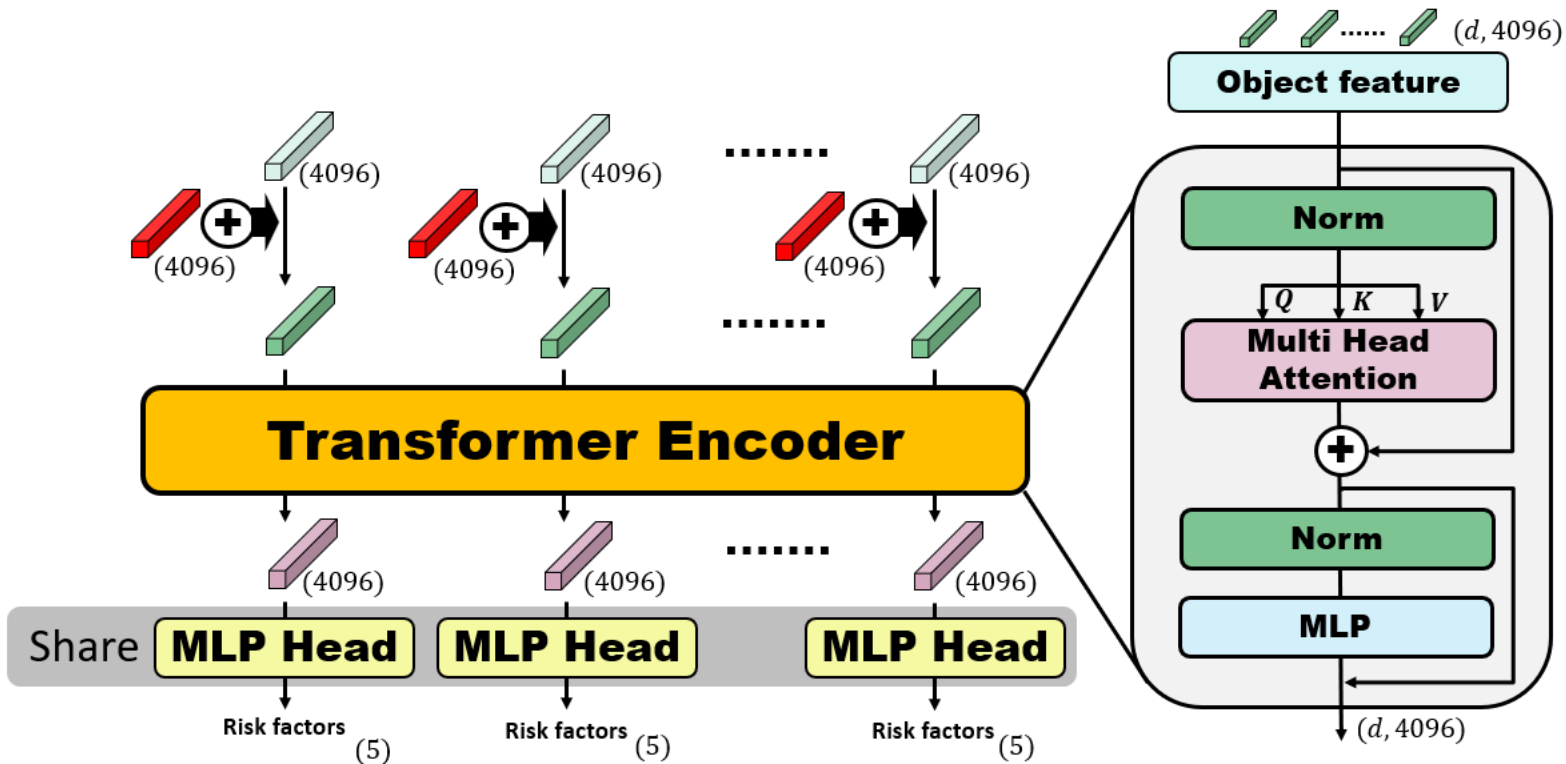 (4096) (4096) ....... (4096)
+ + +
(4096) (4096) (4096)
.......
Transformer Encoder
.......
(4096) (4096) (4096)
Share MLP Head MLP Head MLP Head
Risk factors (5) Risk factors (5) Risk factors (5)
...... (d, 4096)
Object feature
Norm
Q K V
Multi Head
Attention
+
Norm
MLP
(d, 4096)